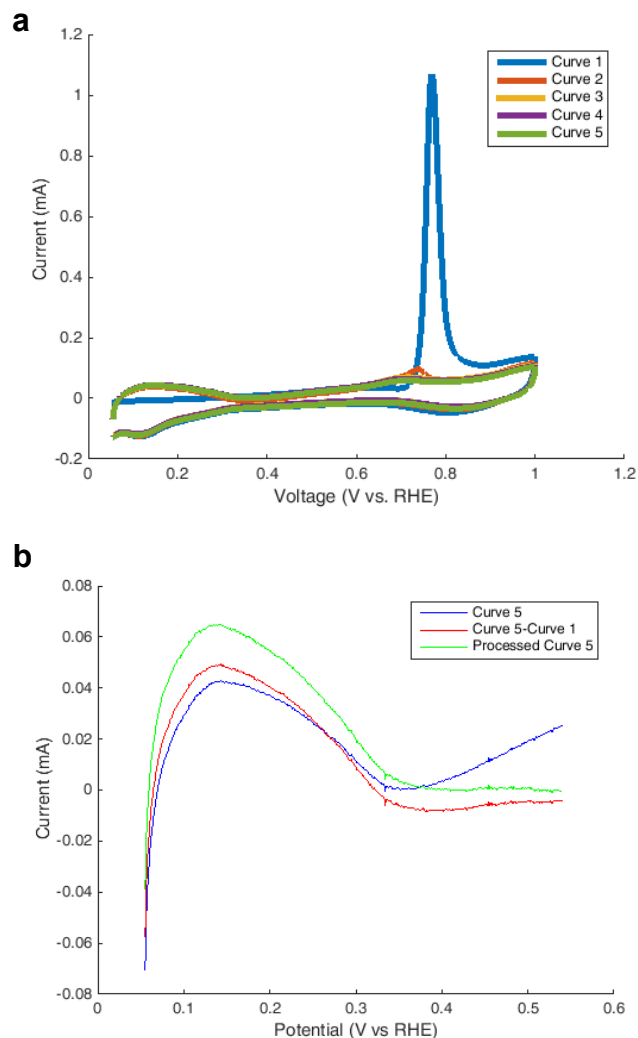 a
1.2
1
0.8
0.6
0.4
0.2
0
-0.2
Current (mA)
Curve 1
Curve 2
Curve 3
Curve 4
Curve 5
0 0.2 0.4 0.6 0.8 1 1.2
Voltage (V vs. RHE)
b
0.08
0.06
0.04
0.02
0
-0.02
-0.04
-0.06
-0.08
Current (mA)
Curve 5
Curve 5-Curve 1
Processed Curve 5
0 0.1 0.2 0.3 0.4 0.5 0.6
Potential (V vs RHE)